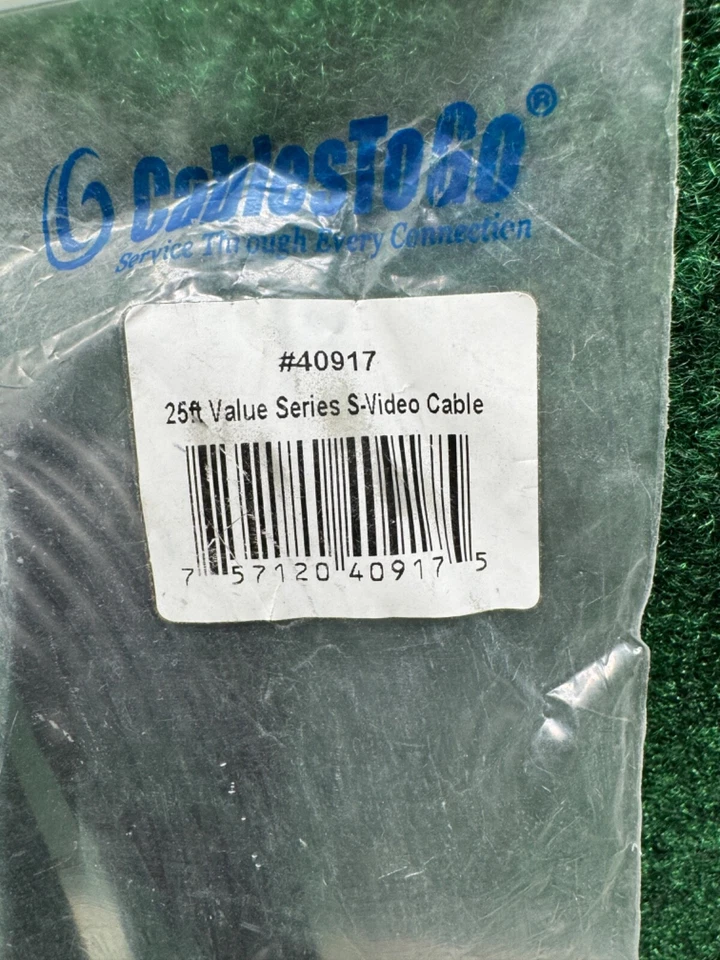 CablesToGo®
Service Through Every Connection
#40917
25ft Value Series S-Video Cable
7 57120 40917 5